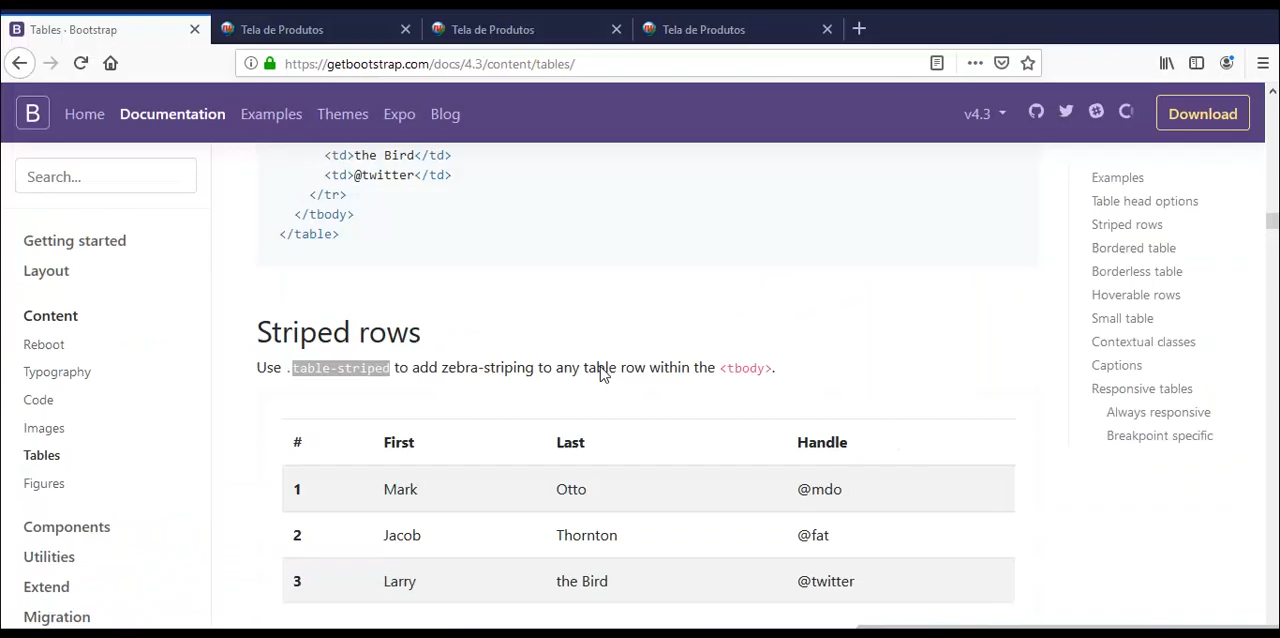 Tables · Bootstrap
Tela de Produtos
Tela de Produtos
Tela de Produtos
https://getbootstrap.com/docs/4.3/content/tables/
B
Home
Documentation
Examples
Themes
Expo
Blog
v4.3
Download
Search...
Getting started
Layout
Content
Reboot
Typography
Code
Images
Tables
Figures
Components
Utilities
Extend
Migration
<td>the Bird</td>
<td>@twitter</td>
</tr>
</tbody>
</table>
Striped rows
Use .table-striped to add zebra-striping to any table row within the <tbody>.
# First Last Handle
1 Mark Otto @mdo
2 Jacob Thornton @fat
3 Larry the Bird @twitter
Examples
Table head options
Striped rows
Bordered table
Borderless table
Hoverable rows
Small table
Contextual classes
Captions
Responsive tables
Always responsive
Breakpoint specific